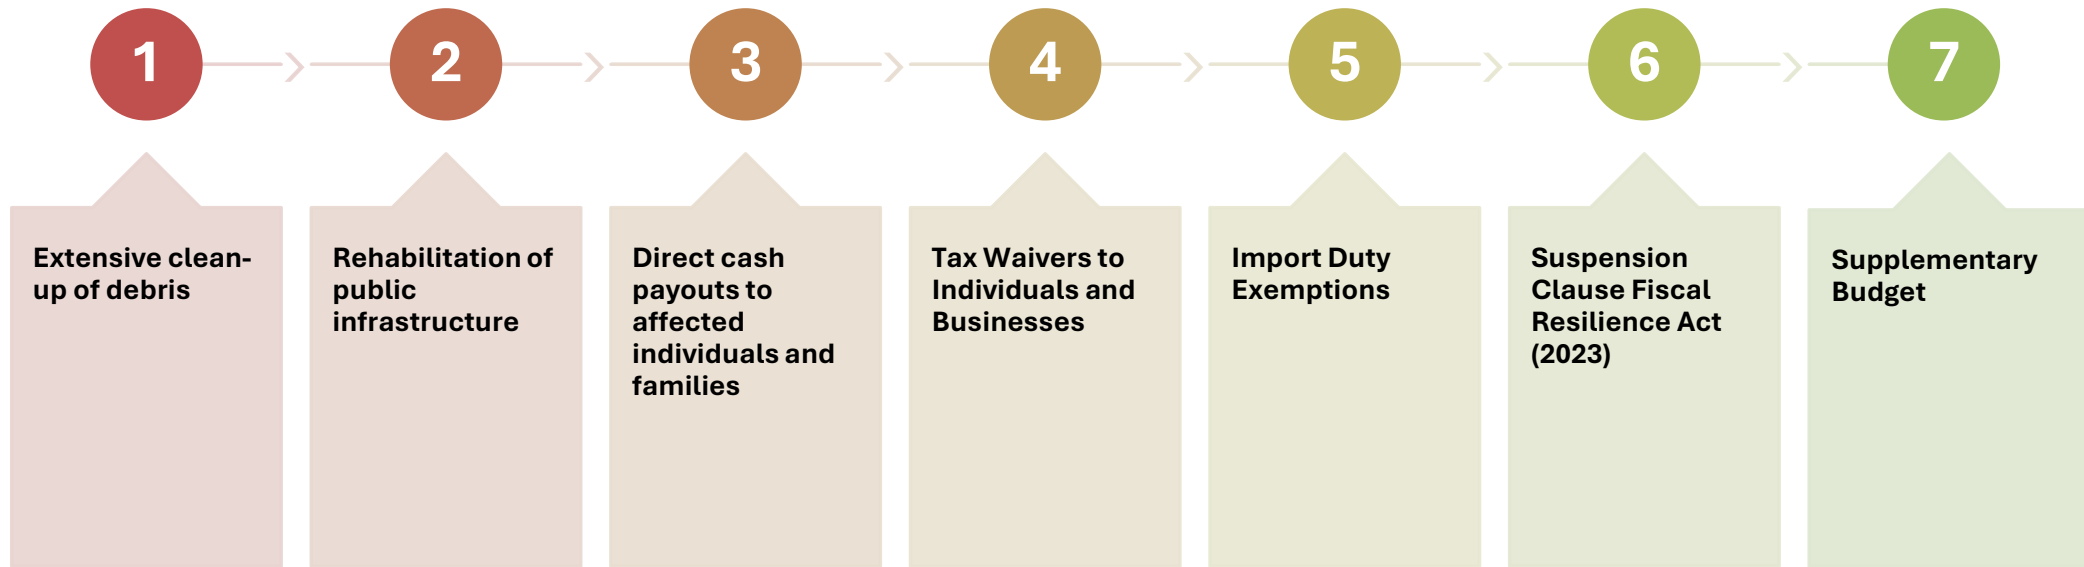 1
2
3
4
5
6
7
Extensive clean-
up of debris
Rehabilitation of
public
infrastructure
Direct cash
payouts to
affected
individuals and
families
Tax Waivers to
Individuals and
Businesses
Import Duty
Exemptions
Suspension
Clause Fiscal
Resilience Act
(2023)
Supplementary
Budget